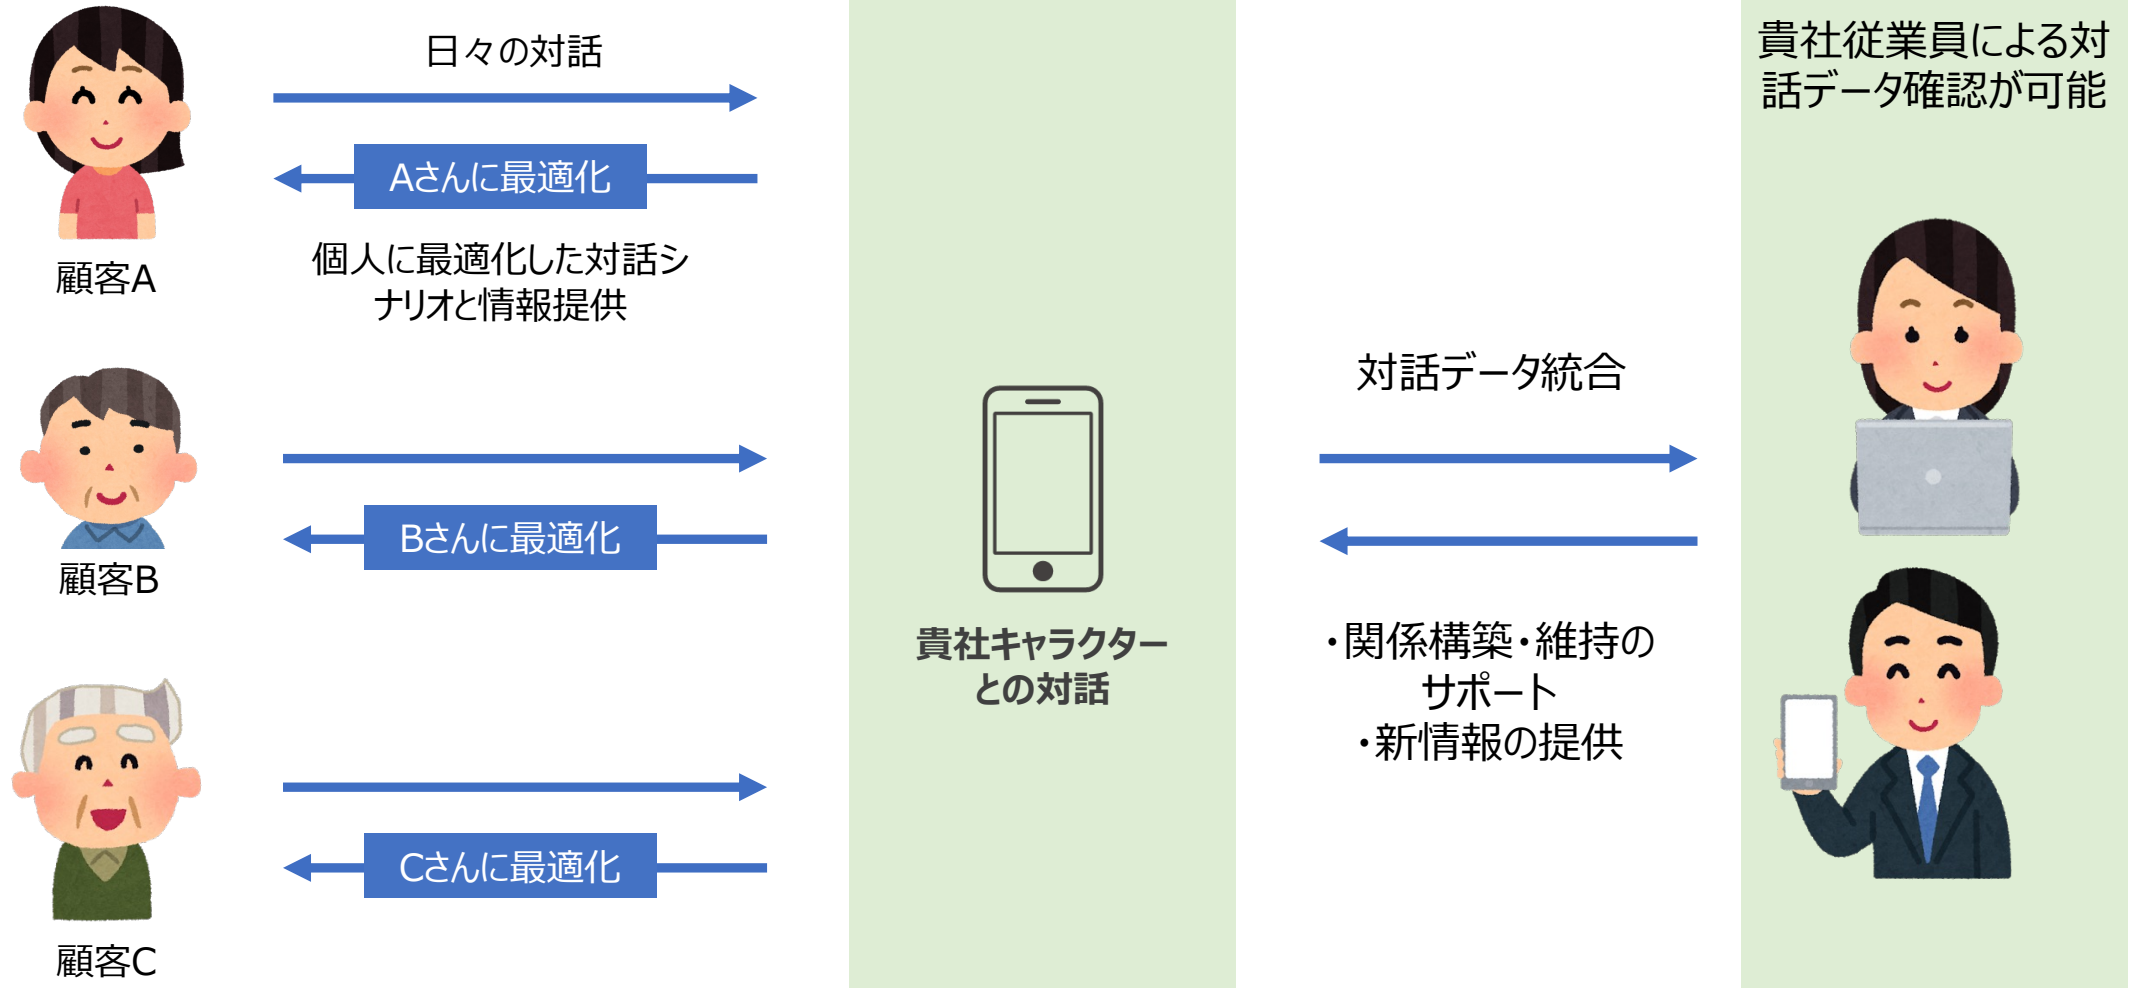 日々の対話
Aさんに最適化
個人に最適化した対話シ
ナリオと情報提供
顧客A
Bさんに最適化
顧客B
Cさんに最適化
顧客C
貴社キャラクター
との対話
対話データ統合
・関係構築・維持の
サポート
・新情報の提供
貴社従業員による対
話データ確認が可能